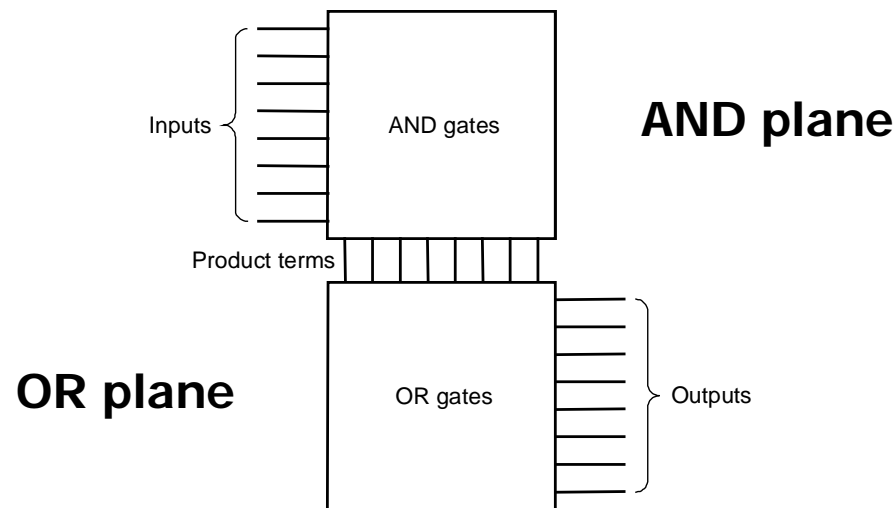 Inputs
AND gates
AND plane
Product terms
OR plane
OR gates
Outputs